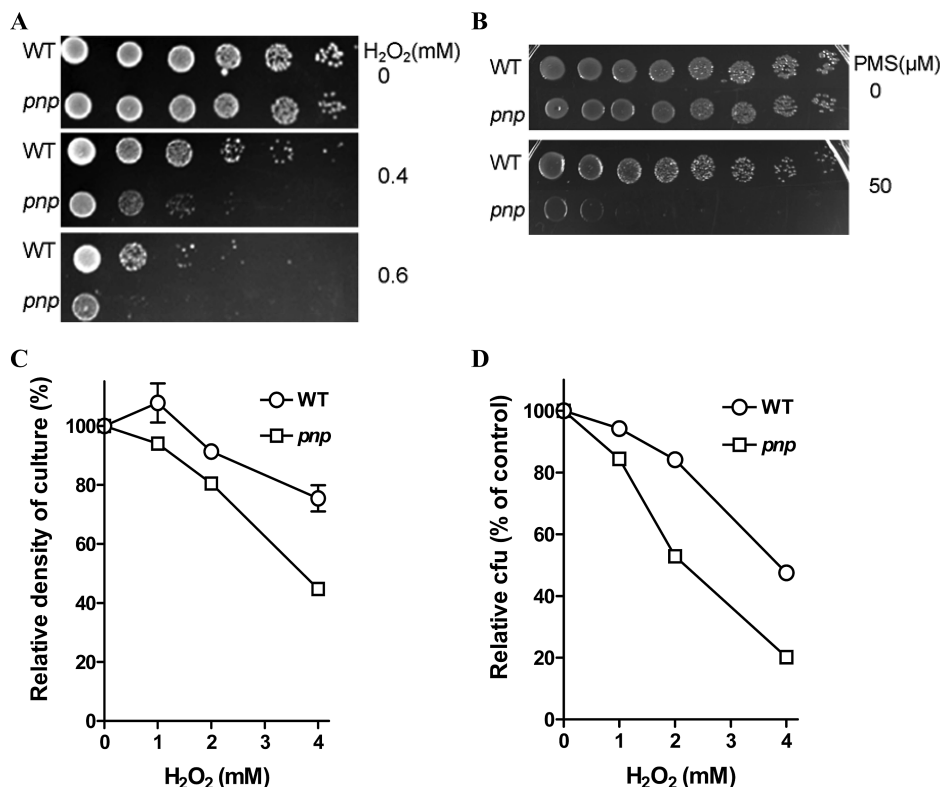 A
WT
H₂O₂(mM)
0
pnp
WT
0.4
pnp
WT
0.6
pnp
B
WT
PMS(µM)
0
pnp
WT
50
pnp
C
Relative density of culture (%)
100
80
60
40
20
0
0 1 2 3 4
H₂O₂ (mM)
WT
pnp
D
Relative cfu (% of control)
100
80
60
40
20
0
0 1 2 3 4
H₂O₂ (mM)
WT
pnp